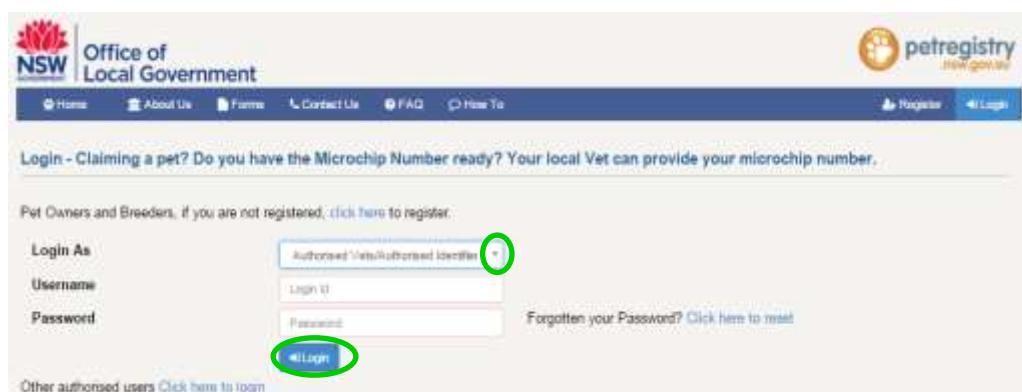 NSW
Office of
Local Government
petregistry
nsw.gov.au
Home About Us Forms Contact Us FAQ How To Register Login
Login - Claiming a pet? Do you have the Microchip Number ready? Your local Vet can provide your microchip number.
Pet Owners and Breeders, if you are not registered, click here to register.
Login As Authorised Vets/Authorised Identifier
Username Login Id
Password Password Forgotten your Password? Click here to reset
Login
Other authorised users Click here to login